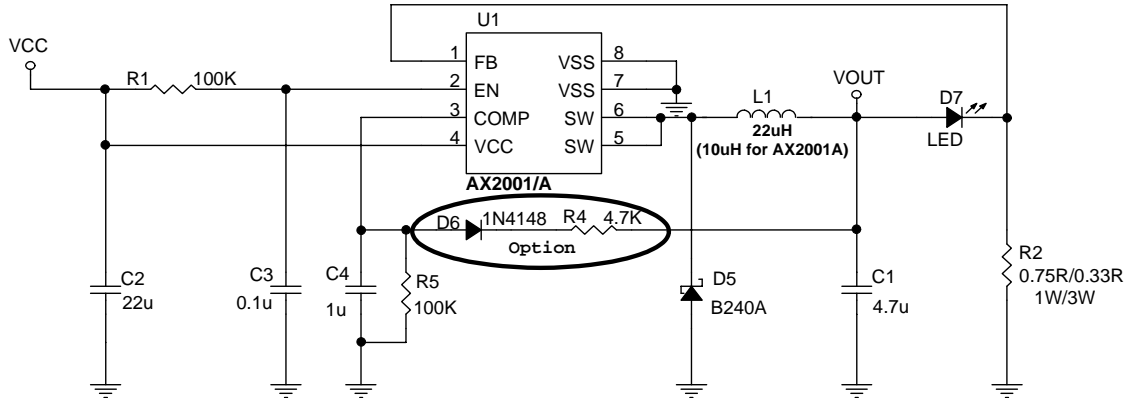 U1
VCC
R1 100K
1 FB VSS 8
2 EN VSS 7
3 COMP SW 6
4 VCC SW 5
AX2001/A
VOUT
L1
22uH
(10uH for AX2001A)
D7
LED
D6 1N4148 R4 4.7K
Option
C2
22u
C3
0.1u
C4
1u
R5
100K
D5
B240A
C1
4.7u
R2
0.75R/0.33R
1W/3W